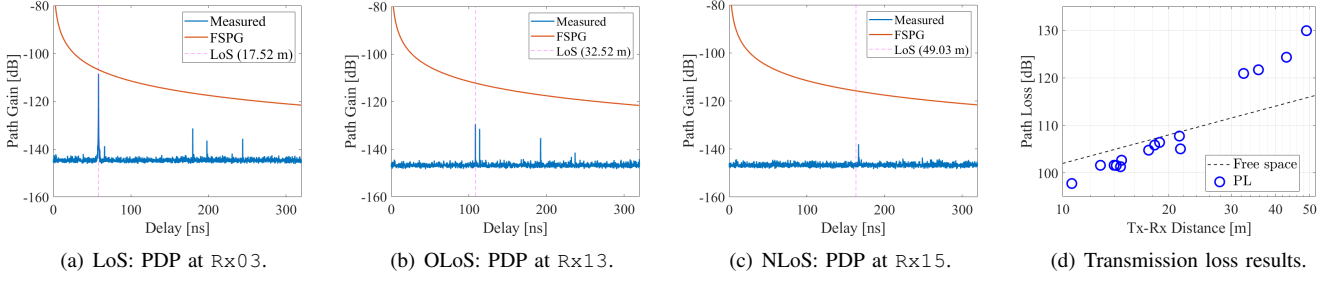 -80
-100
-120
-140
-160
Path Gain [dB]
0
100
200
300
Delay [ns]
Measured
FSPG
LoS (17.52 m)
(a) LoS: PDP at Rx03.
-80
-100
-120
-140
-160
Path Gain [dB]
0
100
200
300
Delay [ns]
Measured
FSPG
LoS (32.52 m)
(b) OLoS: PDP at Rx13.
-80
-100
-120
-140
-160
Path Gain [dB]
0
100
200
300
Delay [ns]
Measured
FSPG
LoS (49.03 m)
(c) NLoS: PDP at Rx15.
130
120
110
100
Path Loss [dB]
10
20
30
40
50
Tx-Rx Distance [m]
Free space
PL
(d) Transmission loss results.